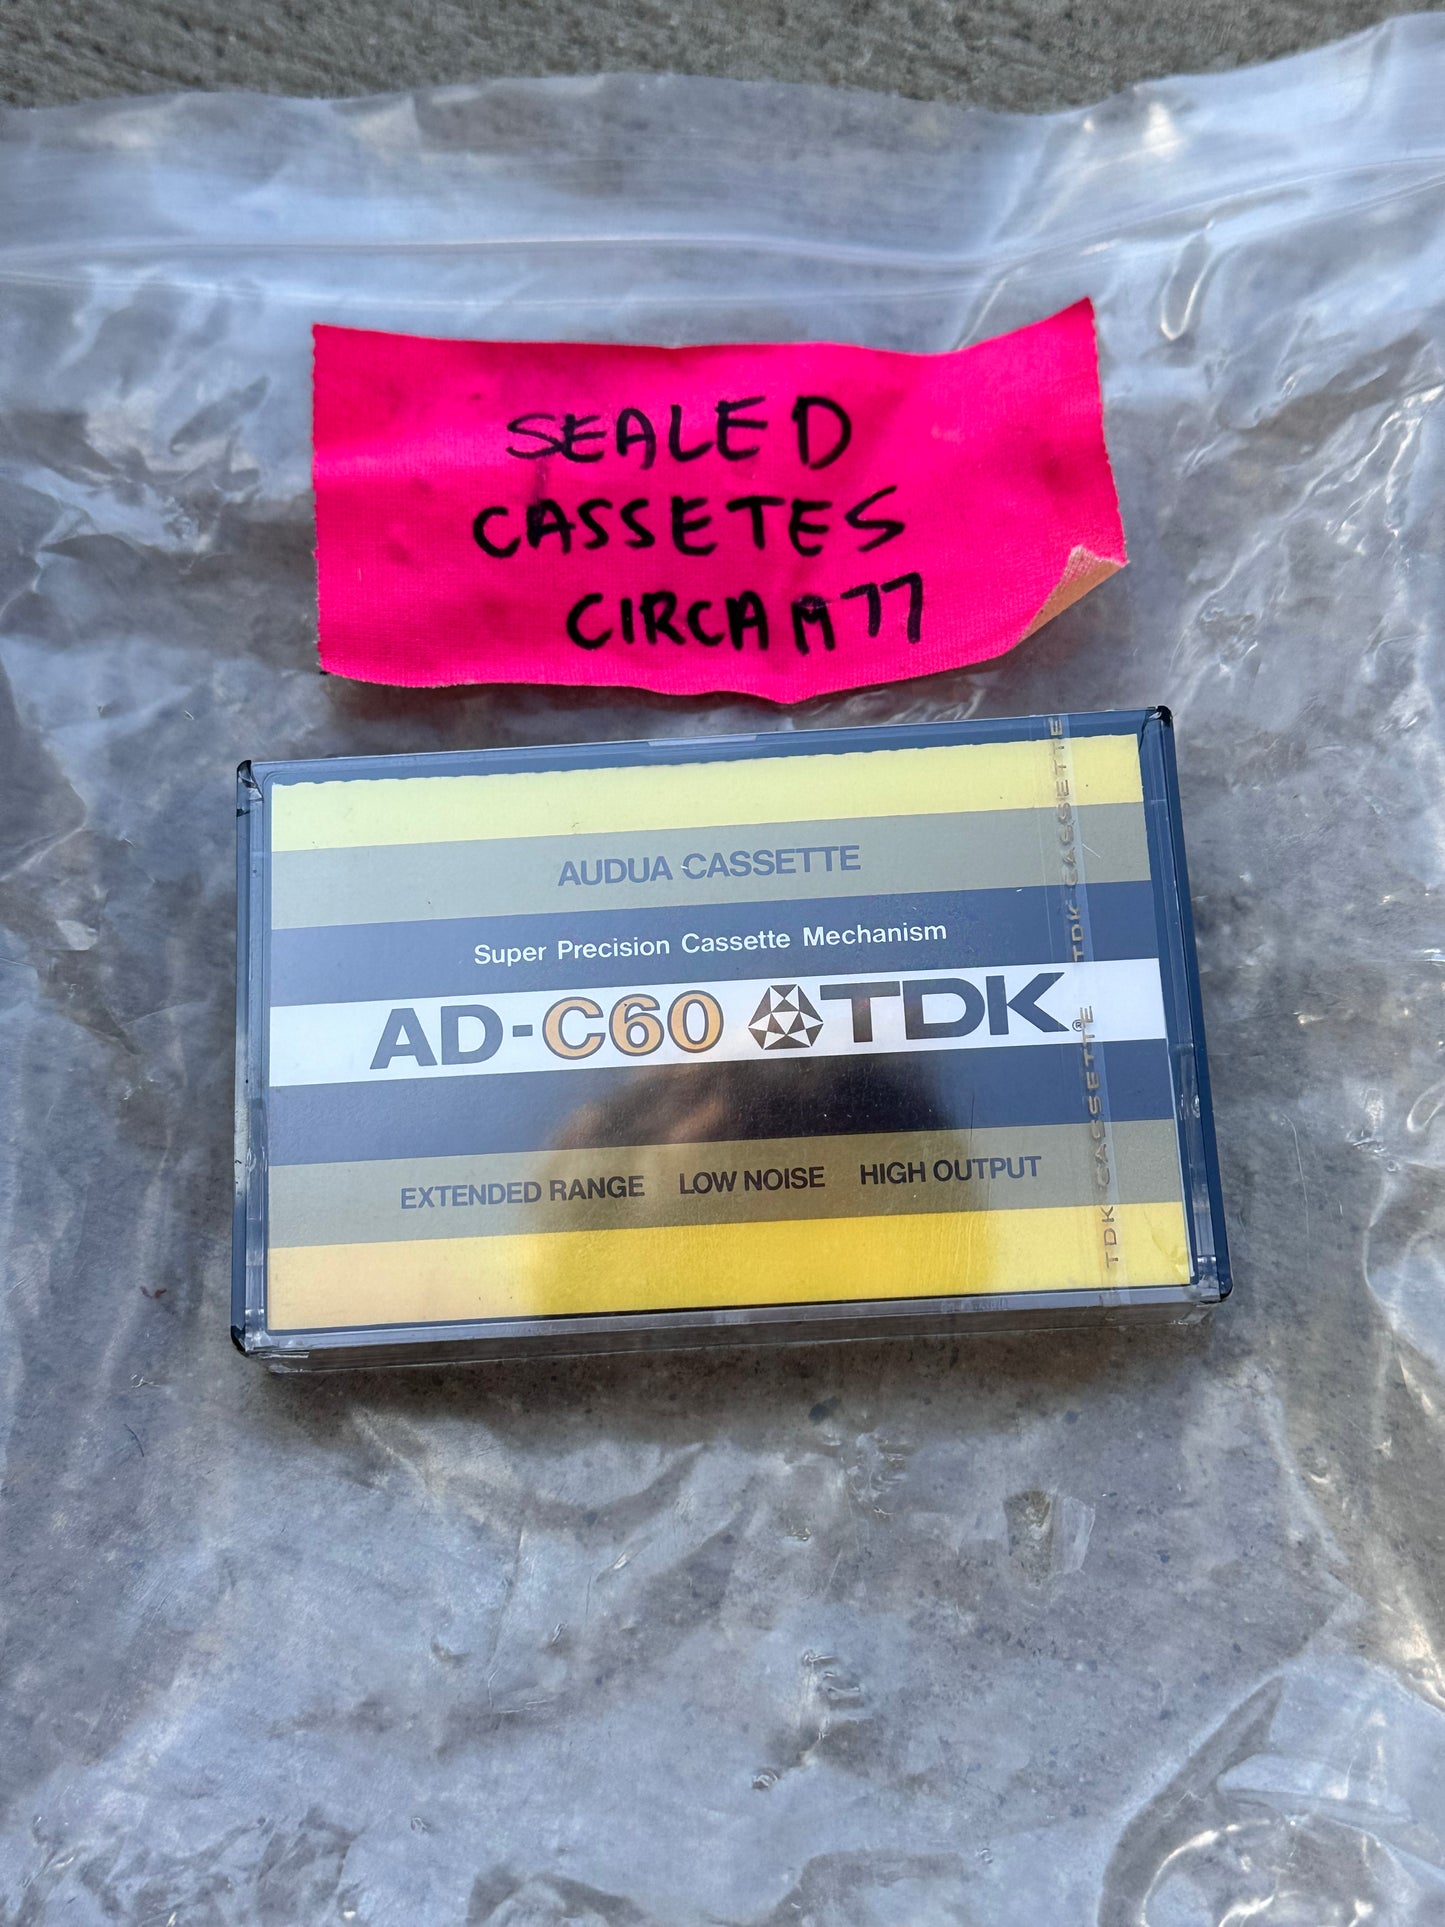 SEALED
CASSETES
CIRCA 77
AUDUA CASSETTE
Super Precision Cassette Mechanism
AD-C60 TDK®
EXTENDED RANGE LOW NOISE HIGH OUTPUT
TDK CASSETTE TDK CASSETTE